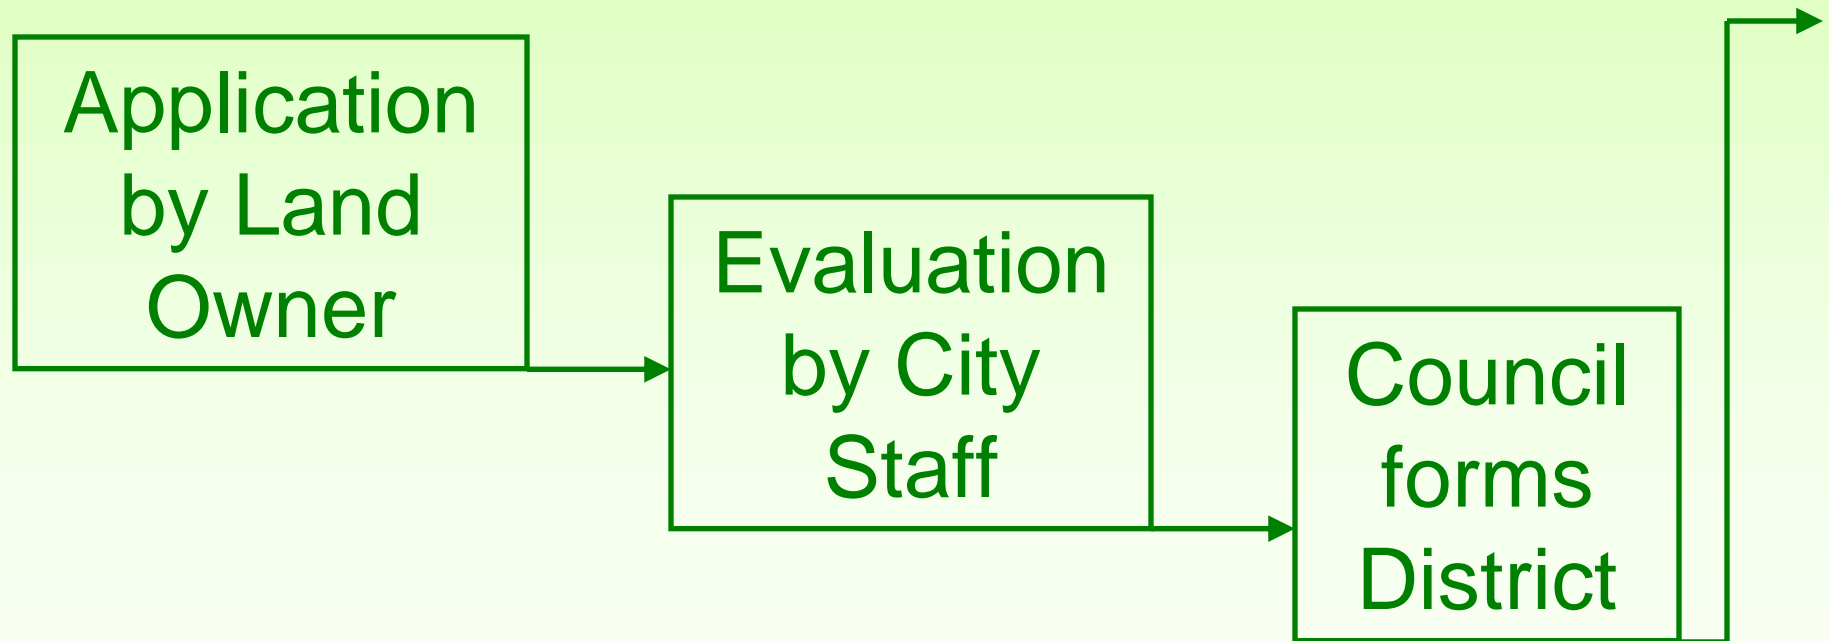 Application
by Land
Owner
Evaluation
by City
Staff
Council
forms
District